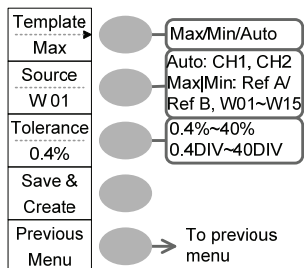 Template
Max
Max/Min/Auto
Source
W 01
Auto: CH1, CH2
Max|Min: Ref A/
Ref B, W01~W15
Tolerance
0.4%
0.4%~40%
0.4DIV~40DIV
Save &
Create
Previous
Menu
To previous
menu